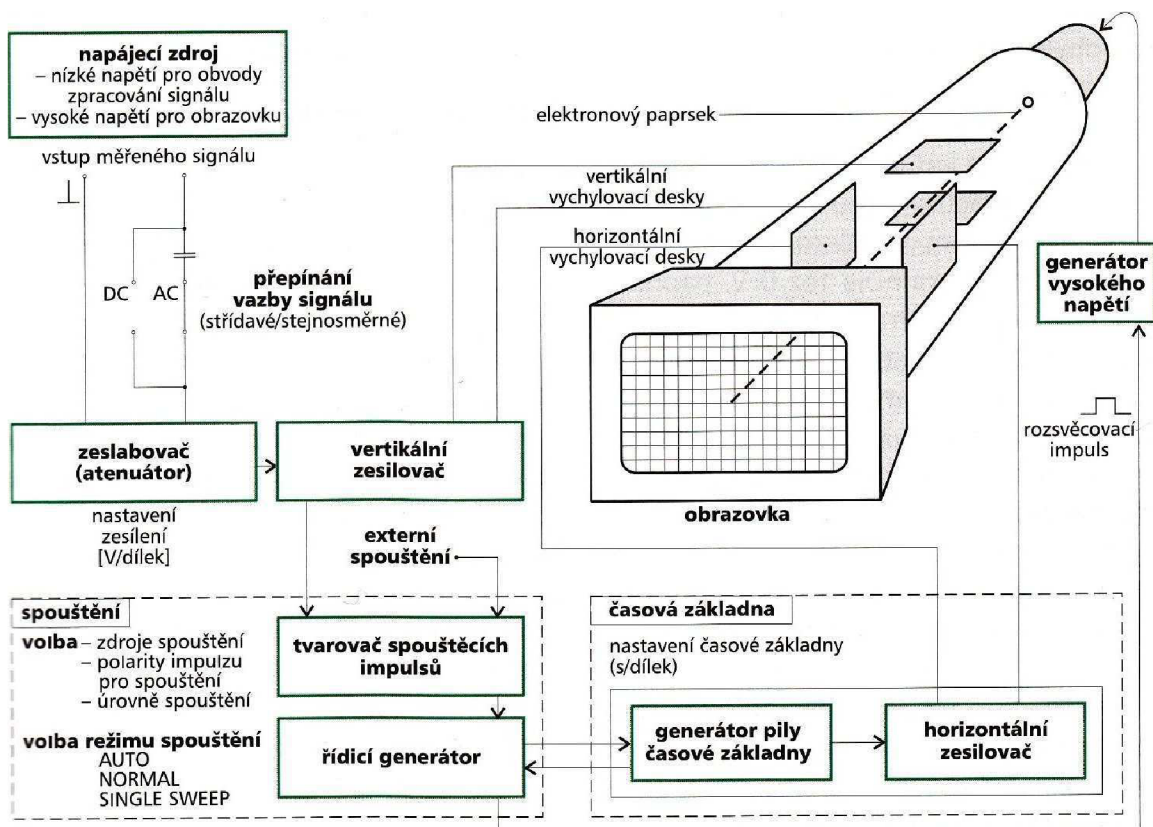 napájecí zdroj
– nízké napětí pro obvody
zpracování signálu
– vysoké napětí pro obrazovku
vstup měřeného signálu
DC
AC
přepínání
vazby signálu
(střídavé/stejnosměrné)
elektronový paprsek
vertikální
vychylovací desky
horizontální
vychylovací desky
generátor
vysokého
napětí
rozsvěcovací
impuls
obrazovka
zeslabovač
(atenuátor)
vertikální
zesilovač
nastavení
zesílení
[V/dílek]
externí
spouštění
spouštění
volba – zdroje spouštění
– polarity impulzu
pro spouštění
– úrovně spouštění
volba režimu spouštění
AUTO
NORMAL
SINGLE SWEEP
tvarovač spouštěcích
impulsů
řídicí generátor
časová základna
nastavení časové základny
(s/dílek)
generátor pily
časové základny
horizontální
zesilovač